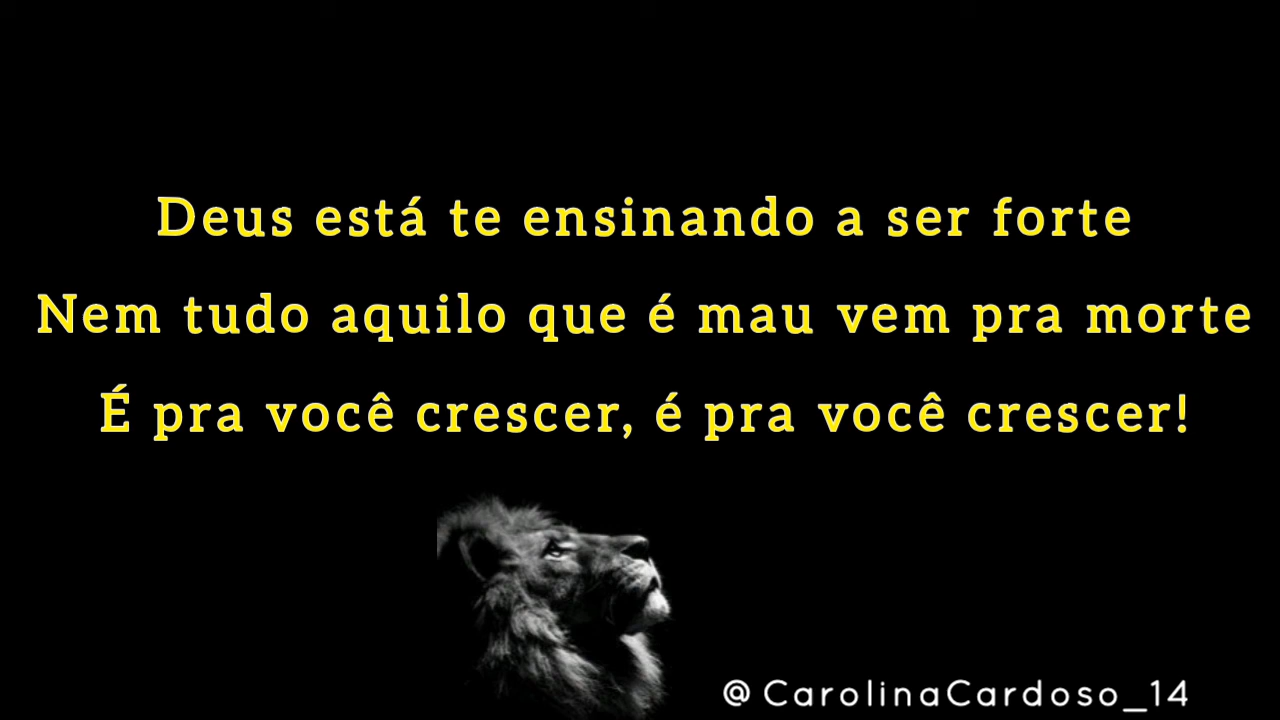 Deus está te ensinando a ser forte
Nem tudo aquilo que é mau vem pra morte
É pra você crescer, é pra você crescer!
@CarolinaCardoso_14